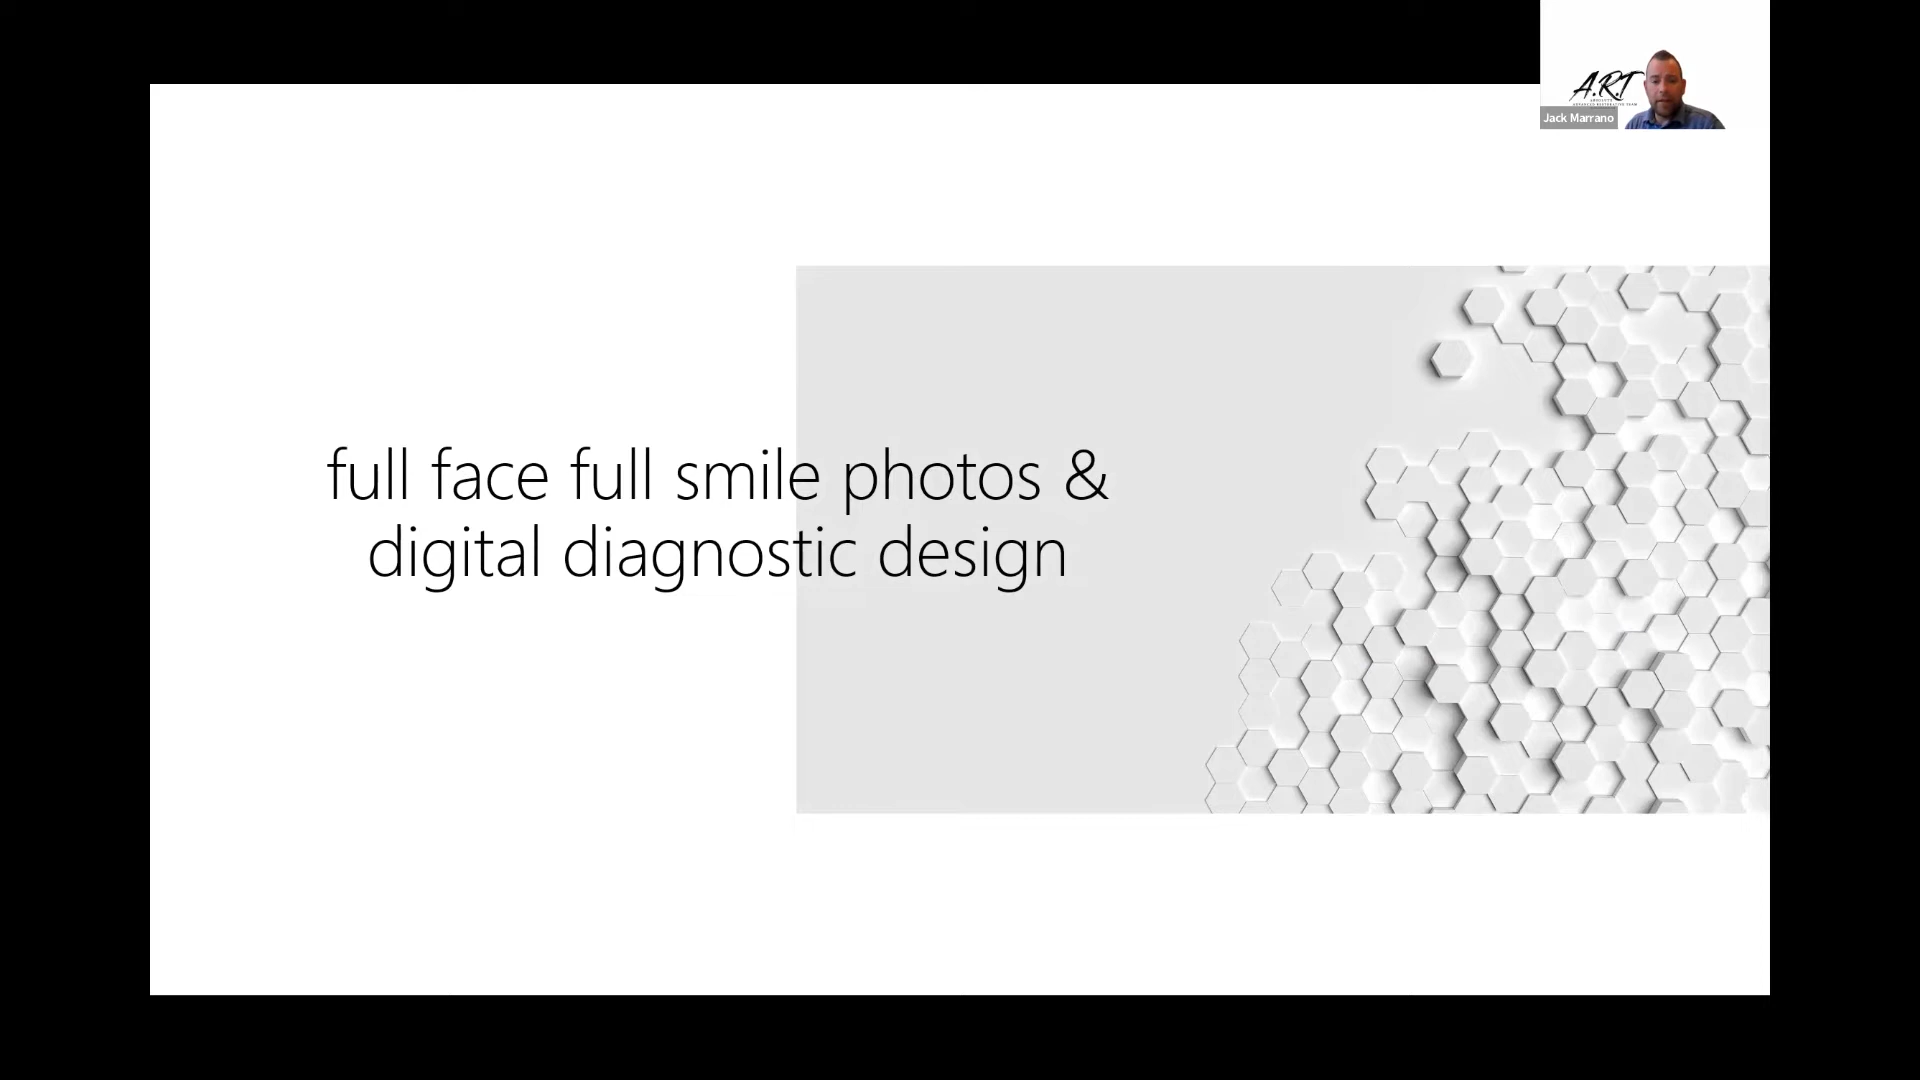 A.R.T
Jack Marrano
full face full smile photos &
digital diagnostic design